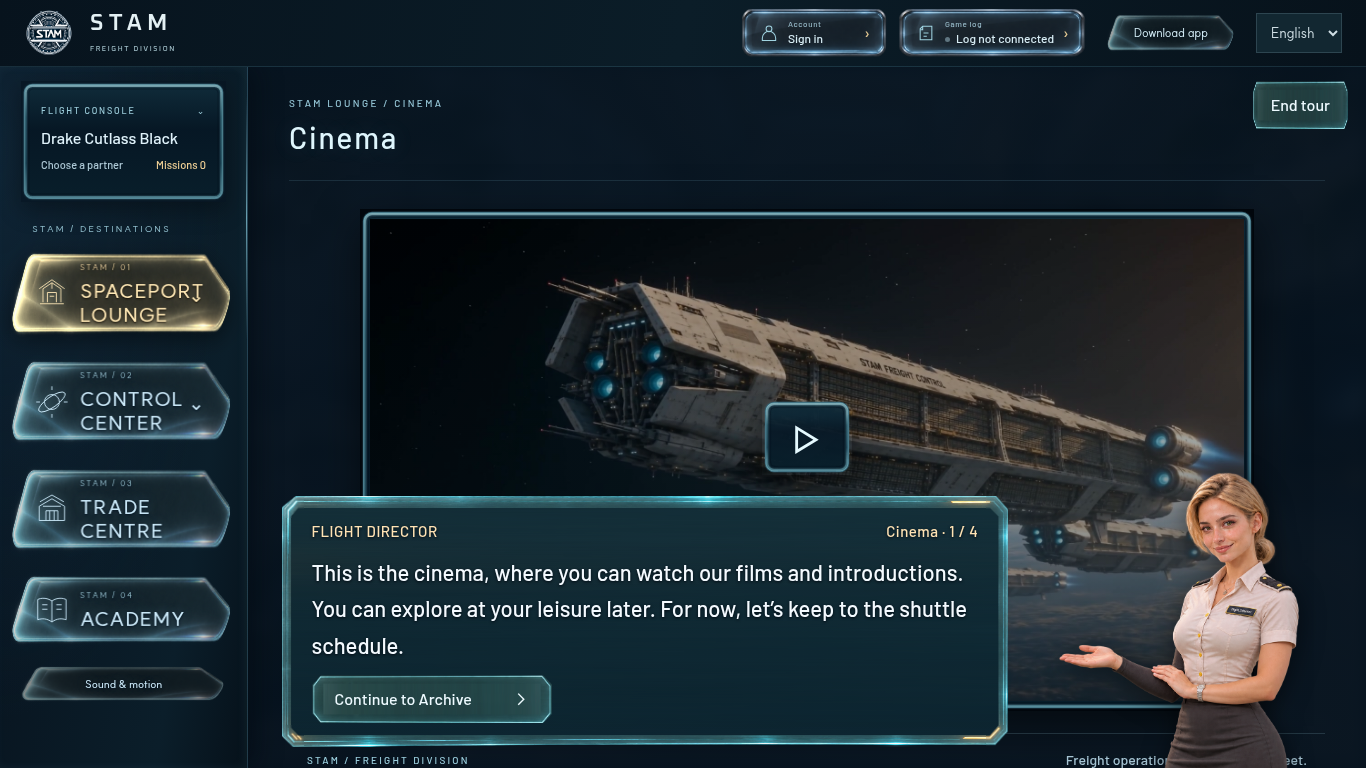 STAM
STAM
FREIGHT DIVISION
Account
Sign in
Game log
Log not connected
Download app
English
FLIGHT CONSOLE
Drake Cutlass Black
Choose a partner
Missions 0
STAM / DESTINATIONS
STAM / 01
SPACEPORT
LOUNGE
STAM / 02
CONTROL
CENTER
STAM / 03
TRADE
CENTRE
STAM / 04
ACADEMY
Sound & motion
STAM LOUNGE / CINEMA
Cinema
End tour
STAM FREIGHT CONTROL
FLIGHT DIRECTOR
Cinema · 1 / 4
This is the cinema, where you can watch our films and introductions.
You can explore at your leisure later. For now, let’s keep to the shuttle
schedule.
Continue to Archive
STAM / FREIGHT DIVISION
Freight operatio
eet.